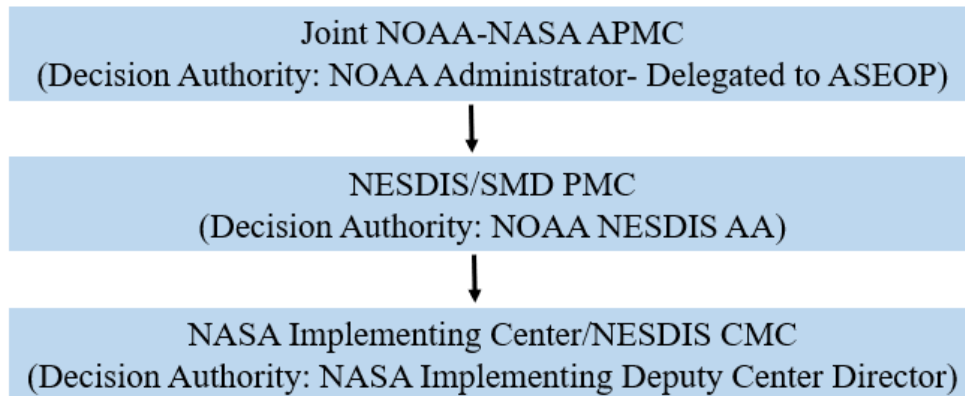 Joint NOAA-NASA APMC
(Decision Authority: NOAA Administrator- Delegated to ASEOP)
NESDIS/SMD PMC
(Decision Authority: NOAA NESDIS AA)
NASA Implementing Center/NESDIS CMC
(Decision Authority: NASA Implementing Deputy Center Director)